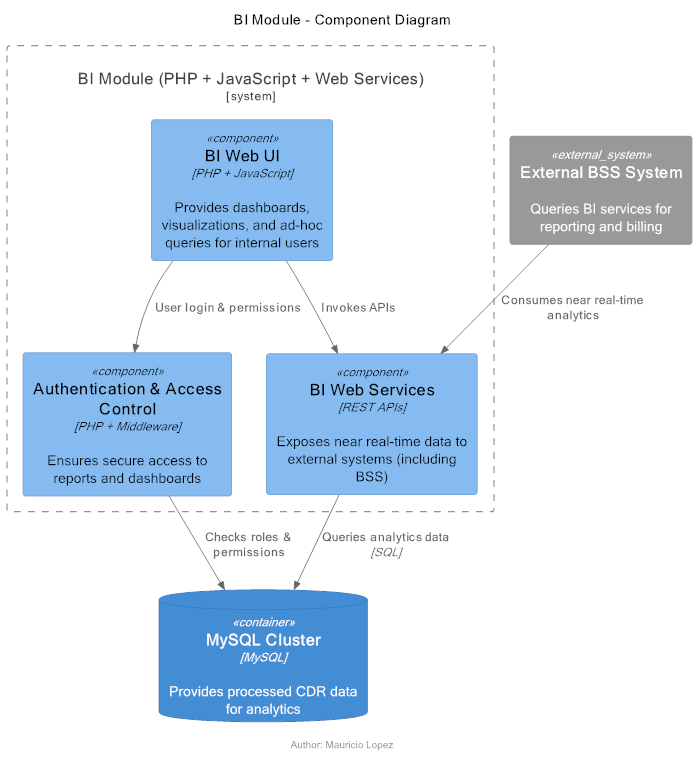 BI Module - Component Diagram
BI Module (PHP + JavaScript + Web Services)
[system]
«component»
BI Web UI
[PHP + JavaScript]
Provides dashboards,
visualizations, and ad-hoc
queries for internal users
«external_system»
External BSS System
Queries BI services for
reporting and billing
User login & permissions
Invokes APIs
Consumes near real-time
analytics
«component»
Authentication & Access
Control
[PHP + Middleware]
Ensures secure access to
reports and dashboards
«component»
BI Web Services
[REST APIs]
Exposes near real-time data to
external systems (including
BSS)
Checks roles &
permissions
Queries analytics data
[SQL]
«container»
MySQL Cluster
[MySQL]
Provides processed CDR data
for analytics
Author: Mauricio Lopez